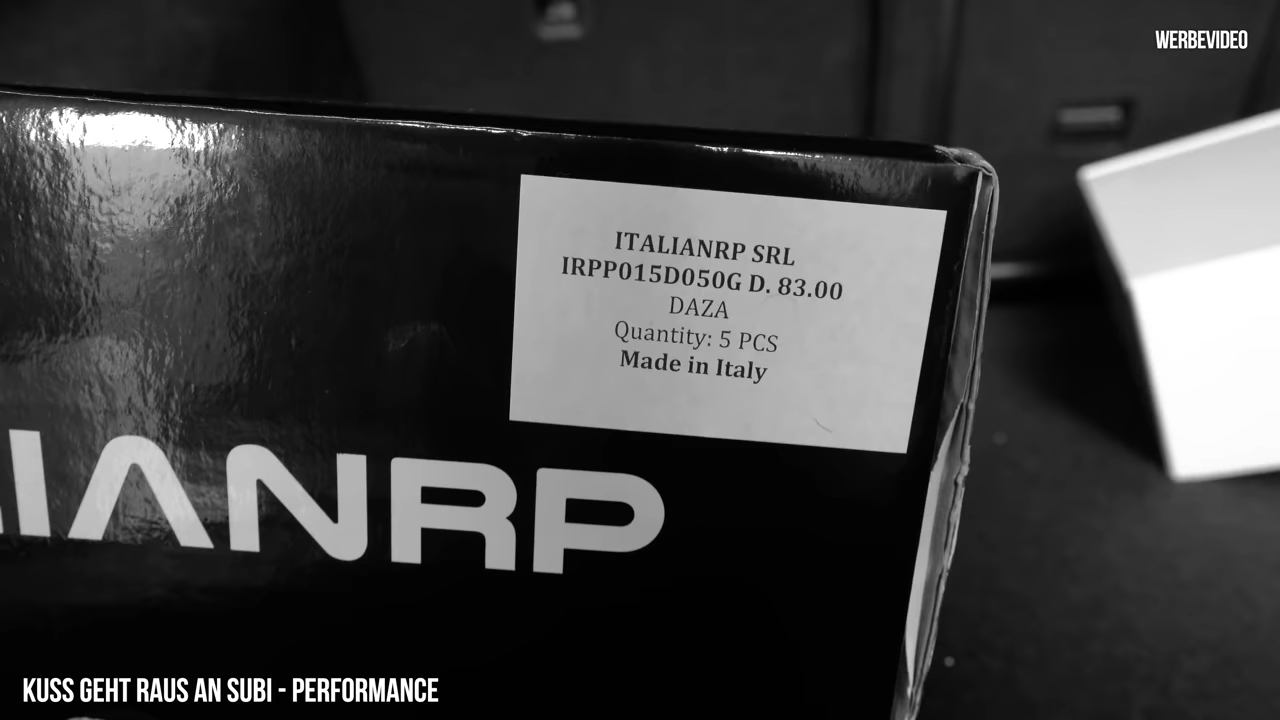 WERBEVIDEO
ITALIANRP SRL
IRPP015D050G D. 83.00
DAZA
Quantity: 5 PCS
Made in Italy
LIANRP
KUSS GEHT RAUS AN SUBI - PERFORMANCE